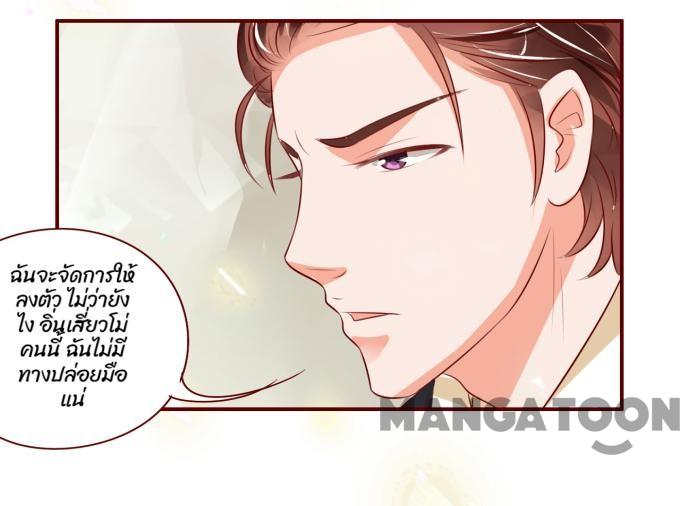 ฉันจะจัดการให้
ลงตัว ไม่ว่ายัง
ไง อิ่นเสี่ยวโม่
คนนี้ ฉันไม่มี
ทางปล่อยมือ
แน่
MANGATOON